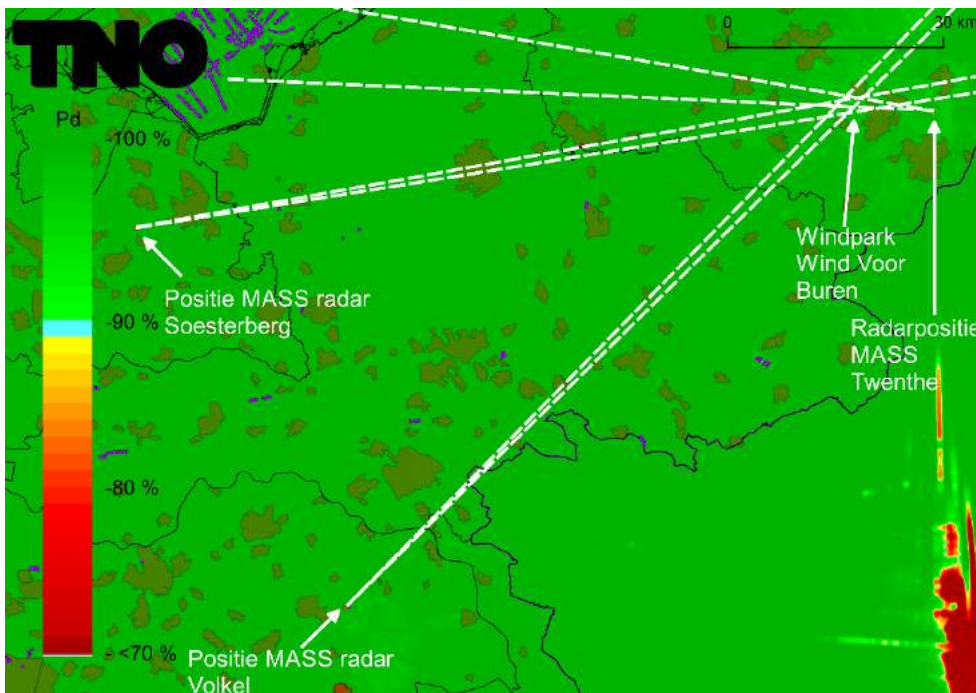 TNO
0
30 km
Pd
-100 %
Windpark
Wind Voor
Buren
Positie MASS radar
Soesterberg
-90 %
Radarpositie
MASS
Twenthe
-80 %
- <70 %
Positie MASS radar
Volkel